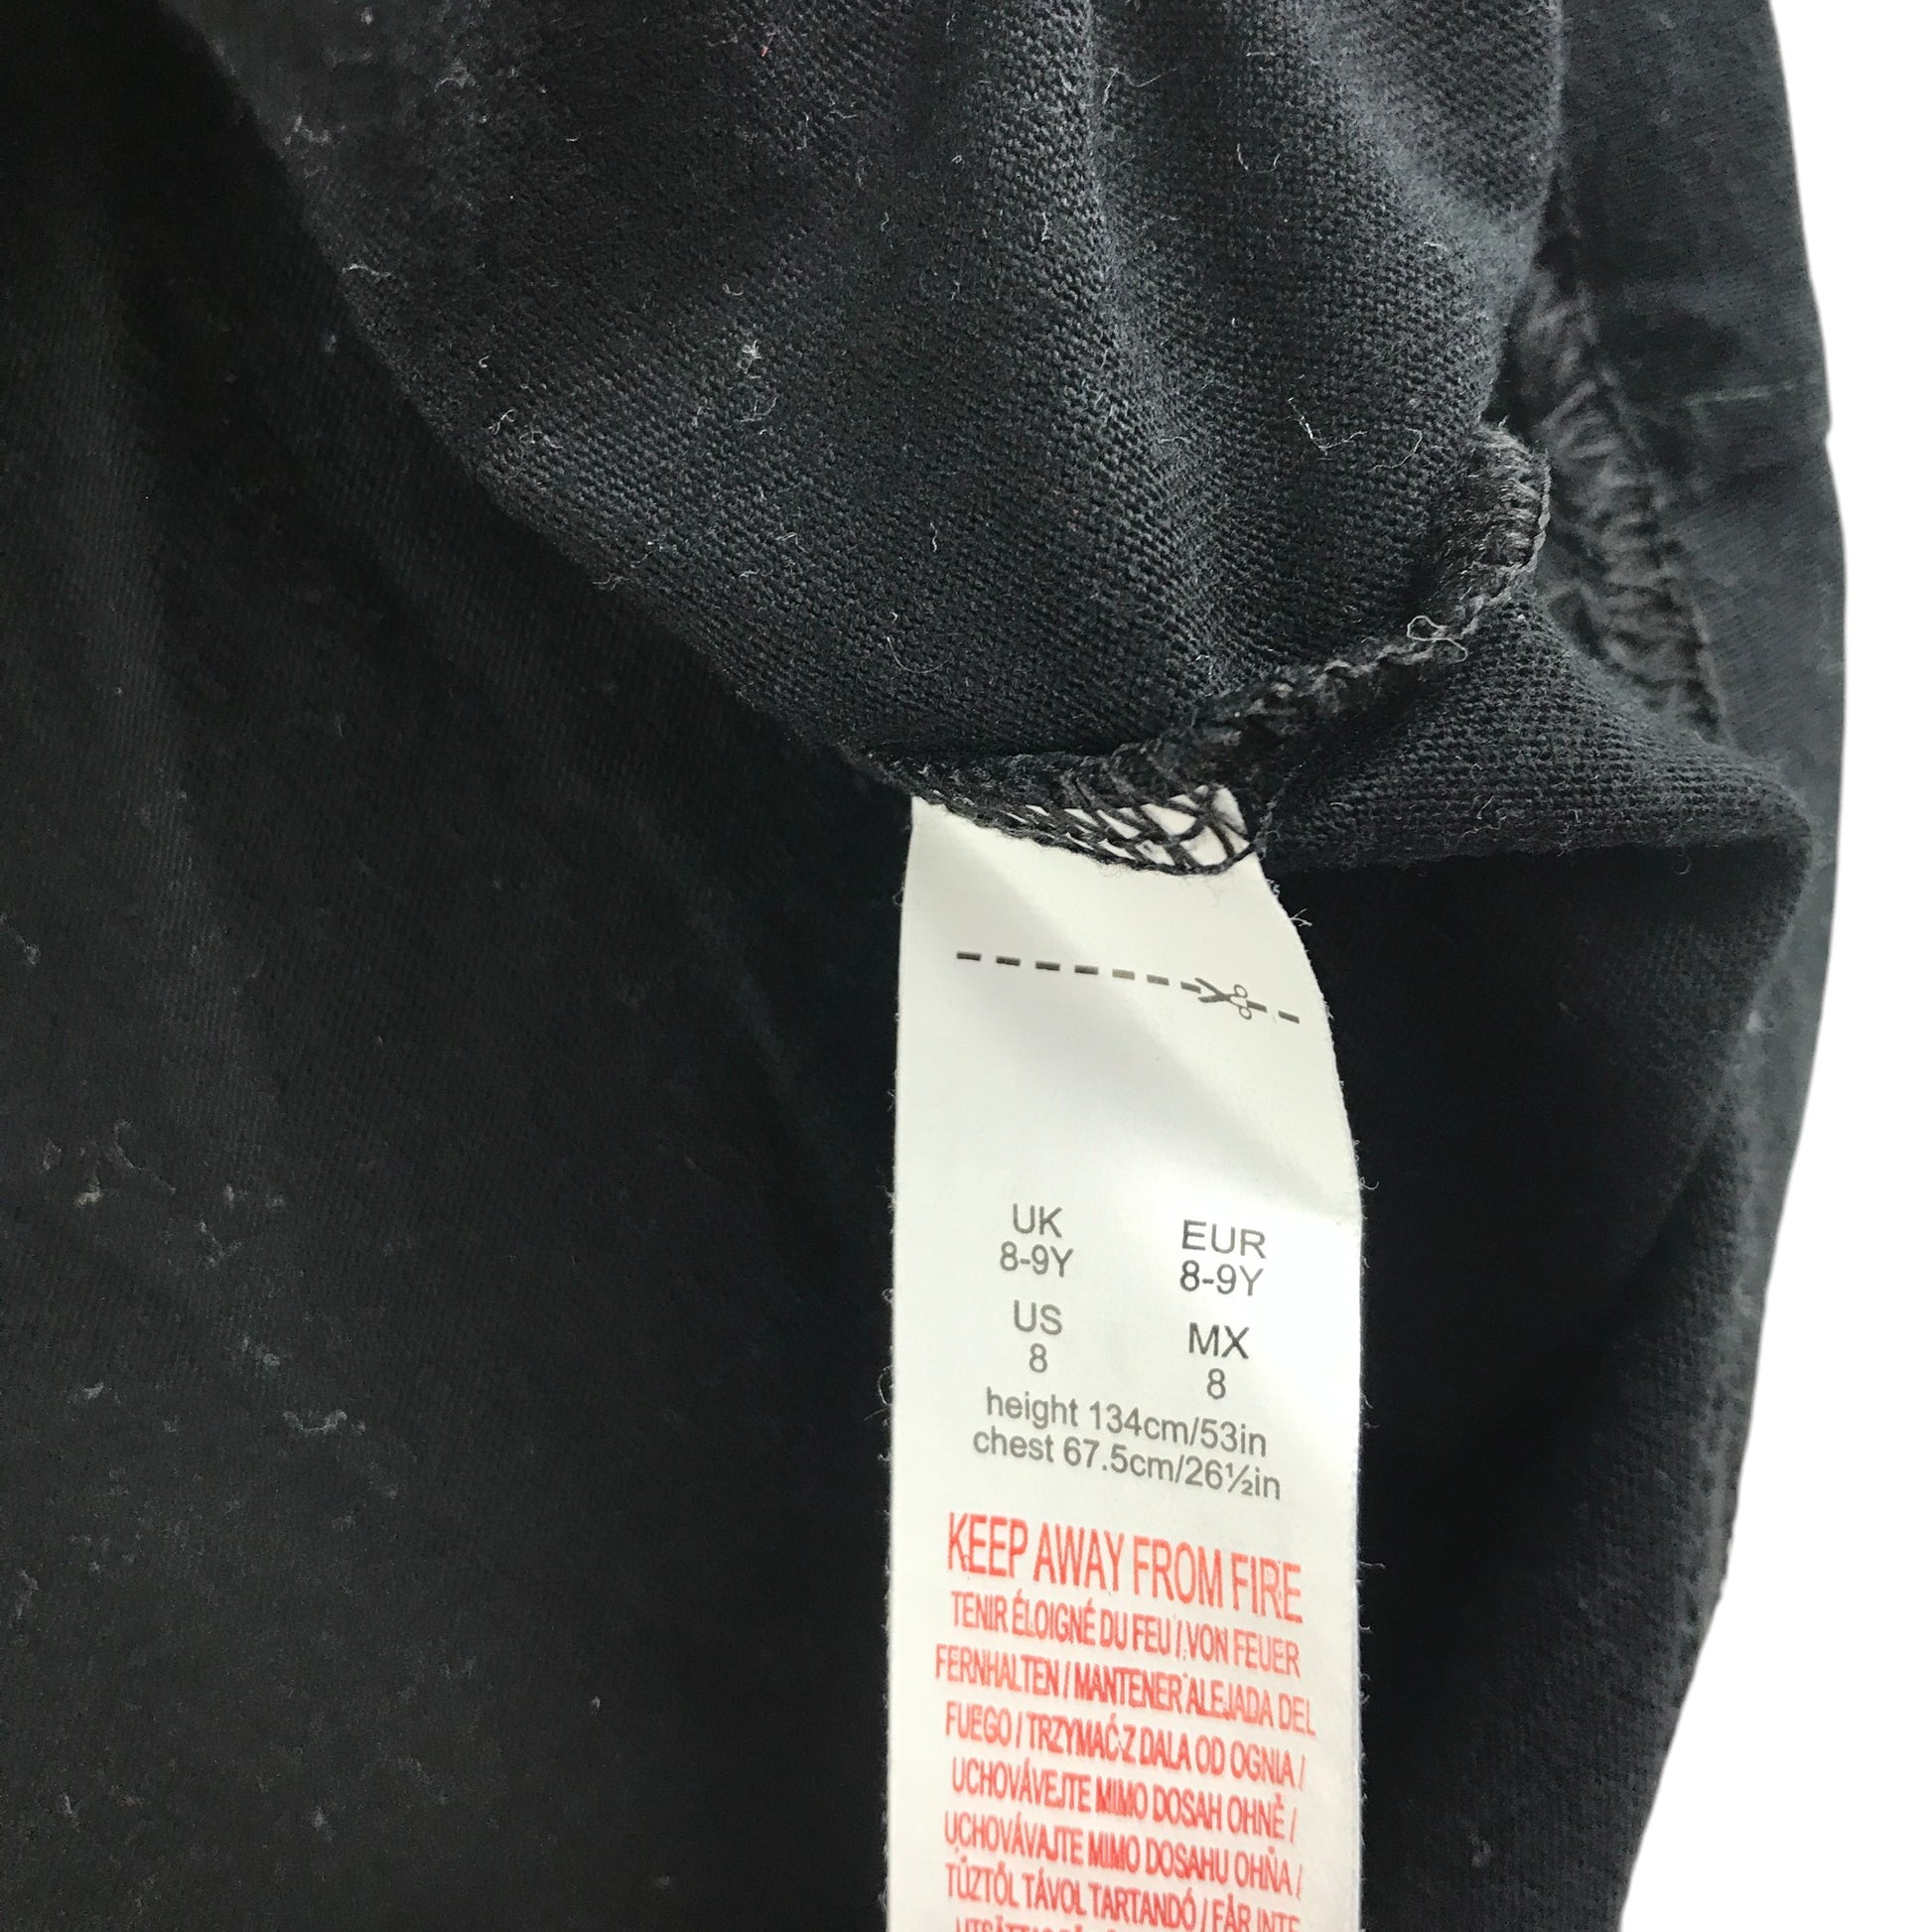 UK EUR
8-9Y 8-9Y
US MX
8 8
height 134cm/53in
chest 67.5cm/26½in
KEEP AWAY FROM FIRE
TENIR ÉLOIGNÉ DU FEU / VON FEUER
FERNHALTEN / MANTENER ALEJADA DEL
FUEGO / TRZYMAĆ Z DALA OD OGNIA /
UCHOVÁVEJTE MIMO DOSAH OHNĚ /
UCHOVÁVAJTE MIMO DOSAHU OHŇA /
TŰZTŐL TÁVOL TARTANDÓ / FÅR INTE